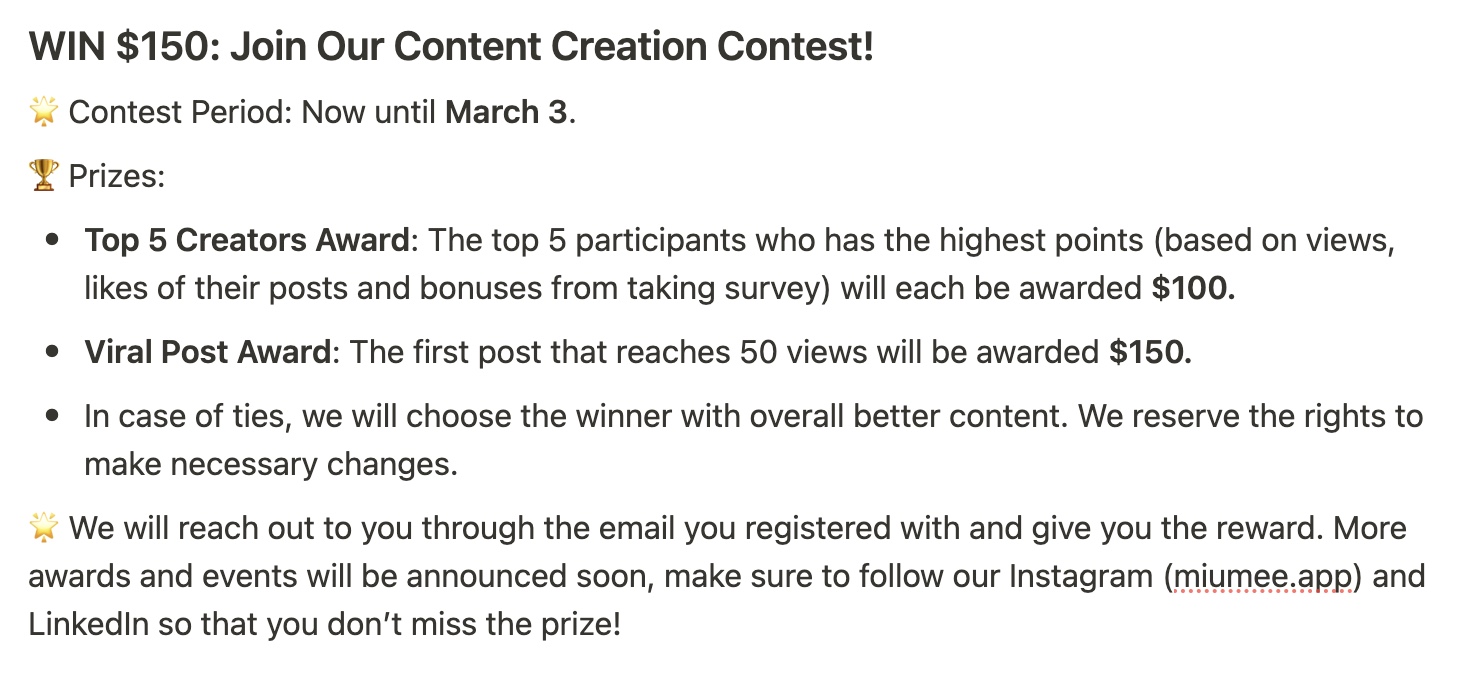 WIN $150: Join Our Content Creation Contest!
🌟 Contest Period: Now until March 3.
🏆 Prizes:
• Top 5 Creators Award: The top 5 participants who has the highest points (based on views,
likes of their posts and bonuses from taking survey) will each be awarded $100.
• Viral Post Award: The first post that reaches 50 views will be awarded $150.
• In case of ties, we will choose the winner with overall better content. We reserve the rights to
make necessary changes.
🌟 We will reach out to you through the email you registered with and give you the reward. More
awards and events will be announced soon, make sure to follow our Instagram (miumee.app) and
LinkedIn so that you don’t miss the prize!